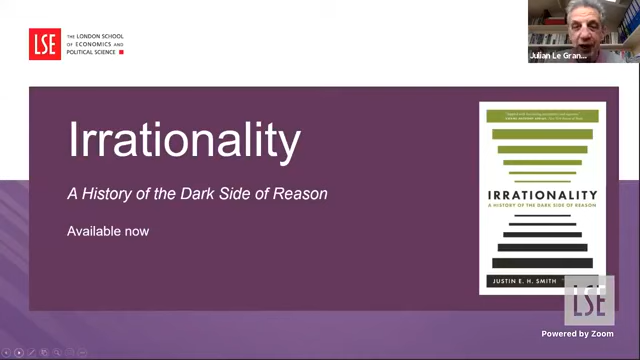 LSE
THE LONDON SCHOOL
OF ECONOMICS AND
POLITICAL SCIENCE
Julian Le Gran...
Irrationality
A History of the Dark Side of Reason
Available now
IRRATIONALITY
A HISTORY OF THE DARK SIDE OF REASON
JUSTIN E. H. SMITH
LSE
Powered by Zoom